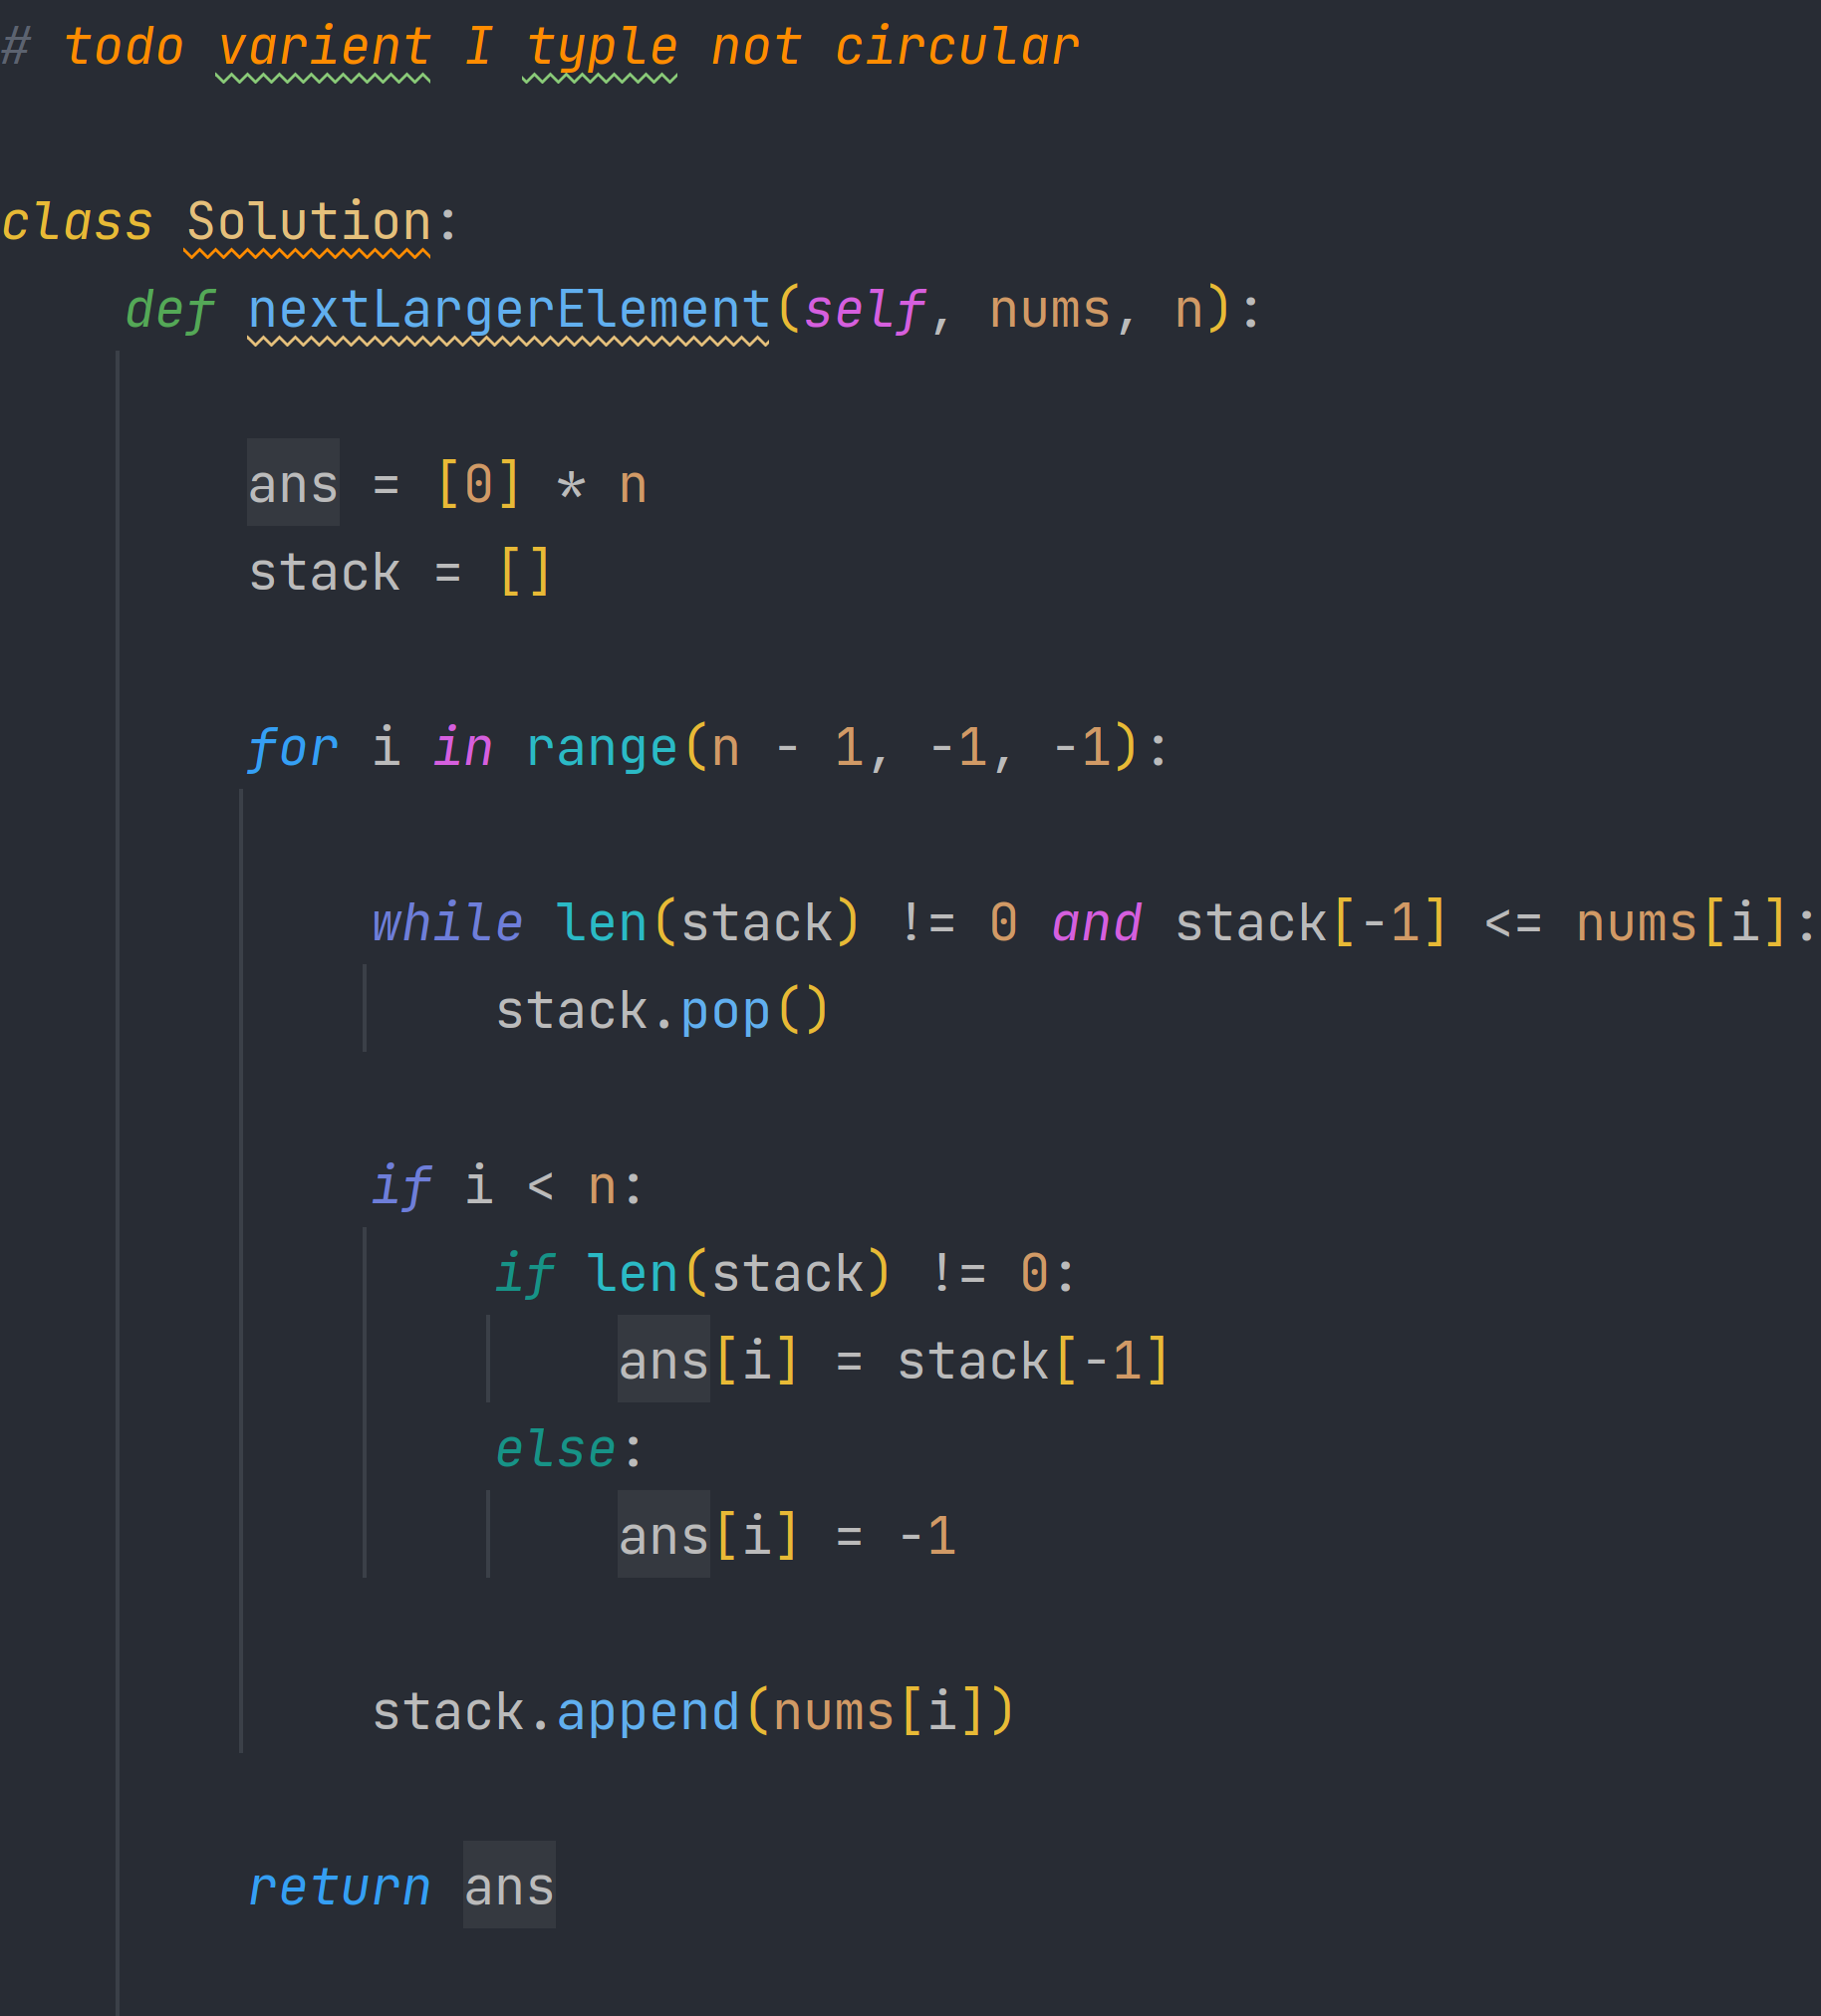 # todo varient I typle not circular
class Solution:
    def nextLargerElement(self, nums, n):
        ans = [0] * n
        stack = []
        for i in range(n - 1, -1, -1):
            while len(stack) != 0 and stack[-1] <= nums[i]:
                stack.pop()
            if i < n:
                if len(stack) != 0:
                    ans[i] = stack[-1]
                else:
                    ans[i] = -1
            stack.append(nums[i])
        return ans